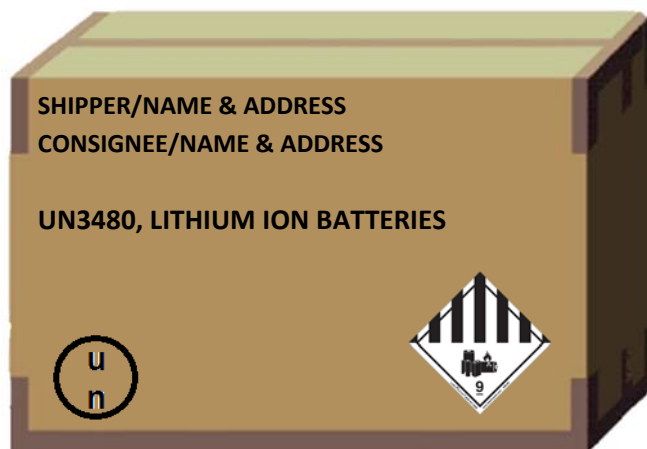 SHIPPER/NAME & ADDRESS
CONSIGNEE/NAME & ADDRESS
UN3480, LITHIUM ION BATTERIES
u
n
9